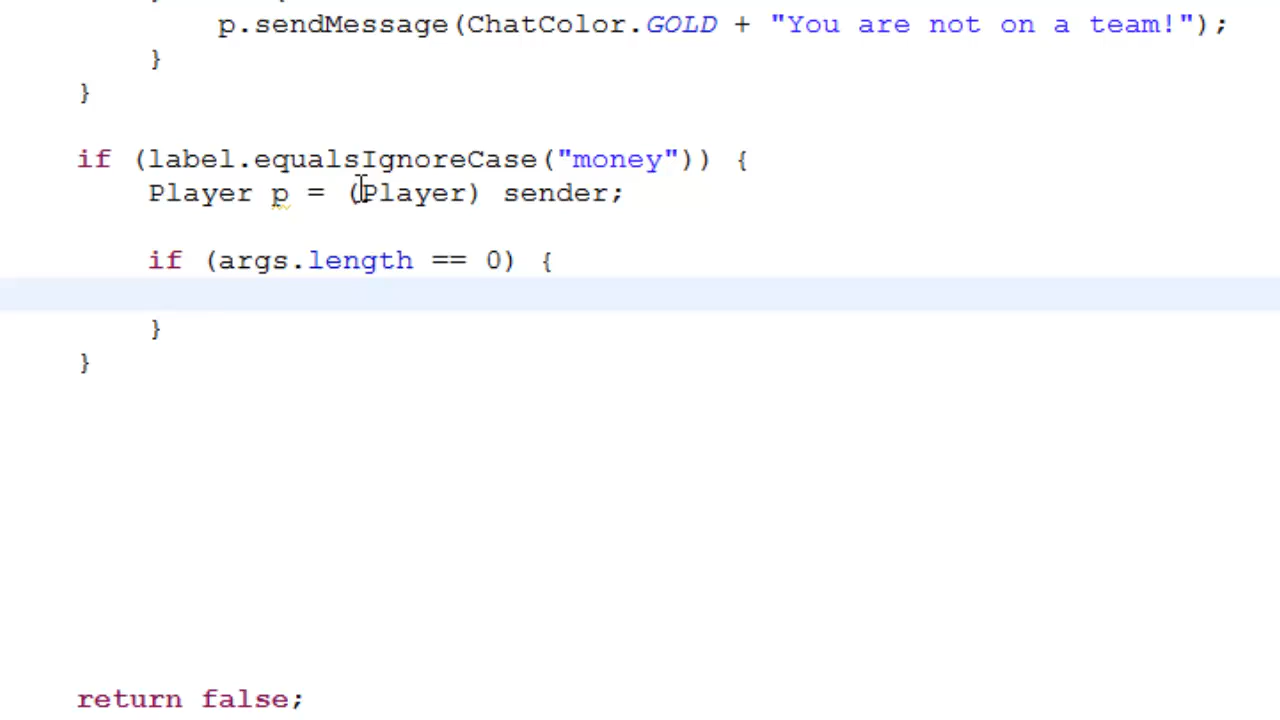 p.sendMessage(ChatColor.GOLD + "You are not on a team!");
}
}
if (label.equalsIgnoreCase("money")) {
Player p = (Player) sender;
if (args.length == 0) {
}
}
return false;